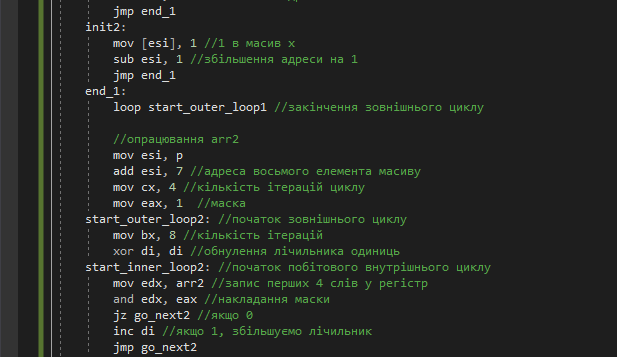 jmp end_1
init2:
mov [esi], 1 //1 в масив x
sub esi, 1 //збільшення адреси на 1
jmp end_1
end_1:
loop start_outer_loop1 //закінчення зовнішнього циклу
//опрацювання arr2
mov esi, p
add esi, 7 //адреса восьмого елемента масиву
mov cx, 4 //кількість ітерацій циклу
mov eax, 1 //маска
start_outer_loop2: //початок зовнішнього циклу
mov bx, 8 //кількість ітерацій
xor di, di //обнулення лічильника одиниць
start_inner_loop2: //початок побітового внутрішнього циклу
mov edx, arr2 //запис перших 4 слів у регістр
and edx, eax //накладання маски
jz go_next2 //якщо 0
inc di //якщо 1, збільшуємо лічильник
jmp go_next2